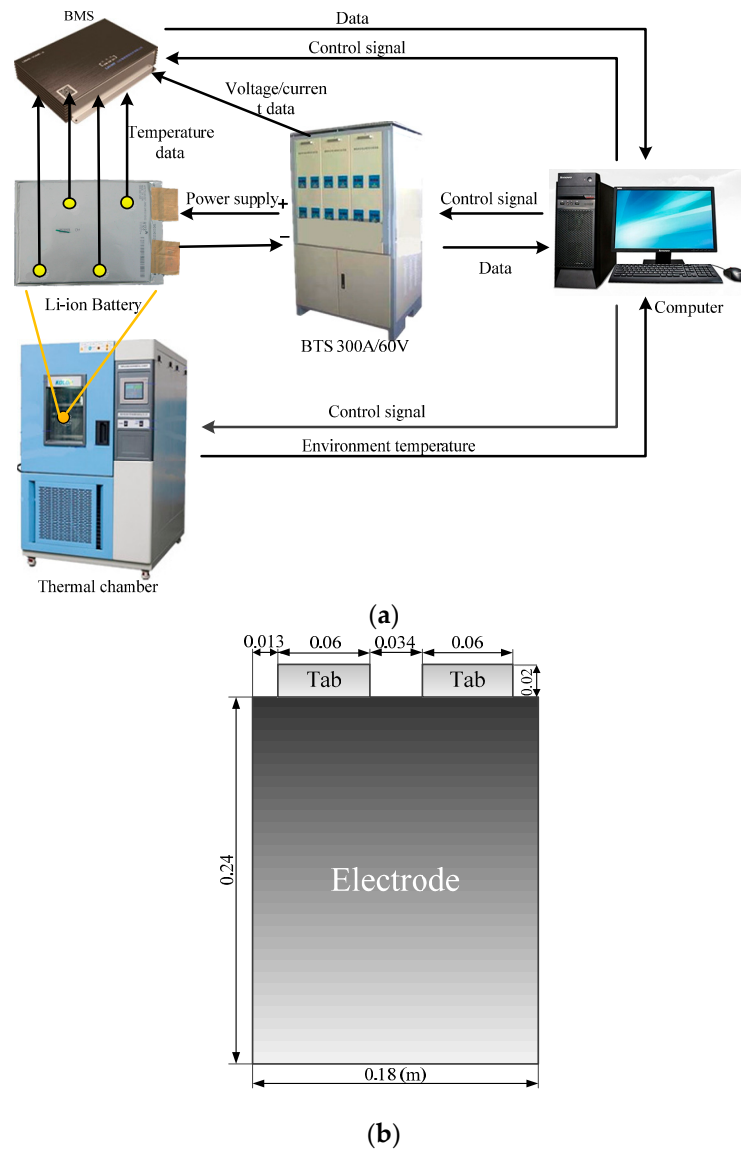 BMS
Data
Control signal
Voltage/curren
t data
Temperature
data
Power supply
+
−
Control signal
Data
Li-ion Battery
BTS 300A/60V
Computer
Control signal
Environment temperature
Thermal chamber
(a)
0.013
0.06
0.034
0.06
Tab
Tab
0.02
0.24
Electrode
0.18 (m)
(b)